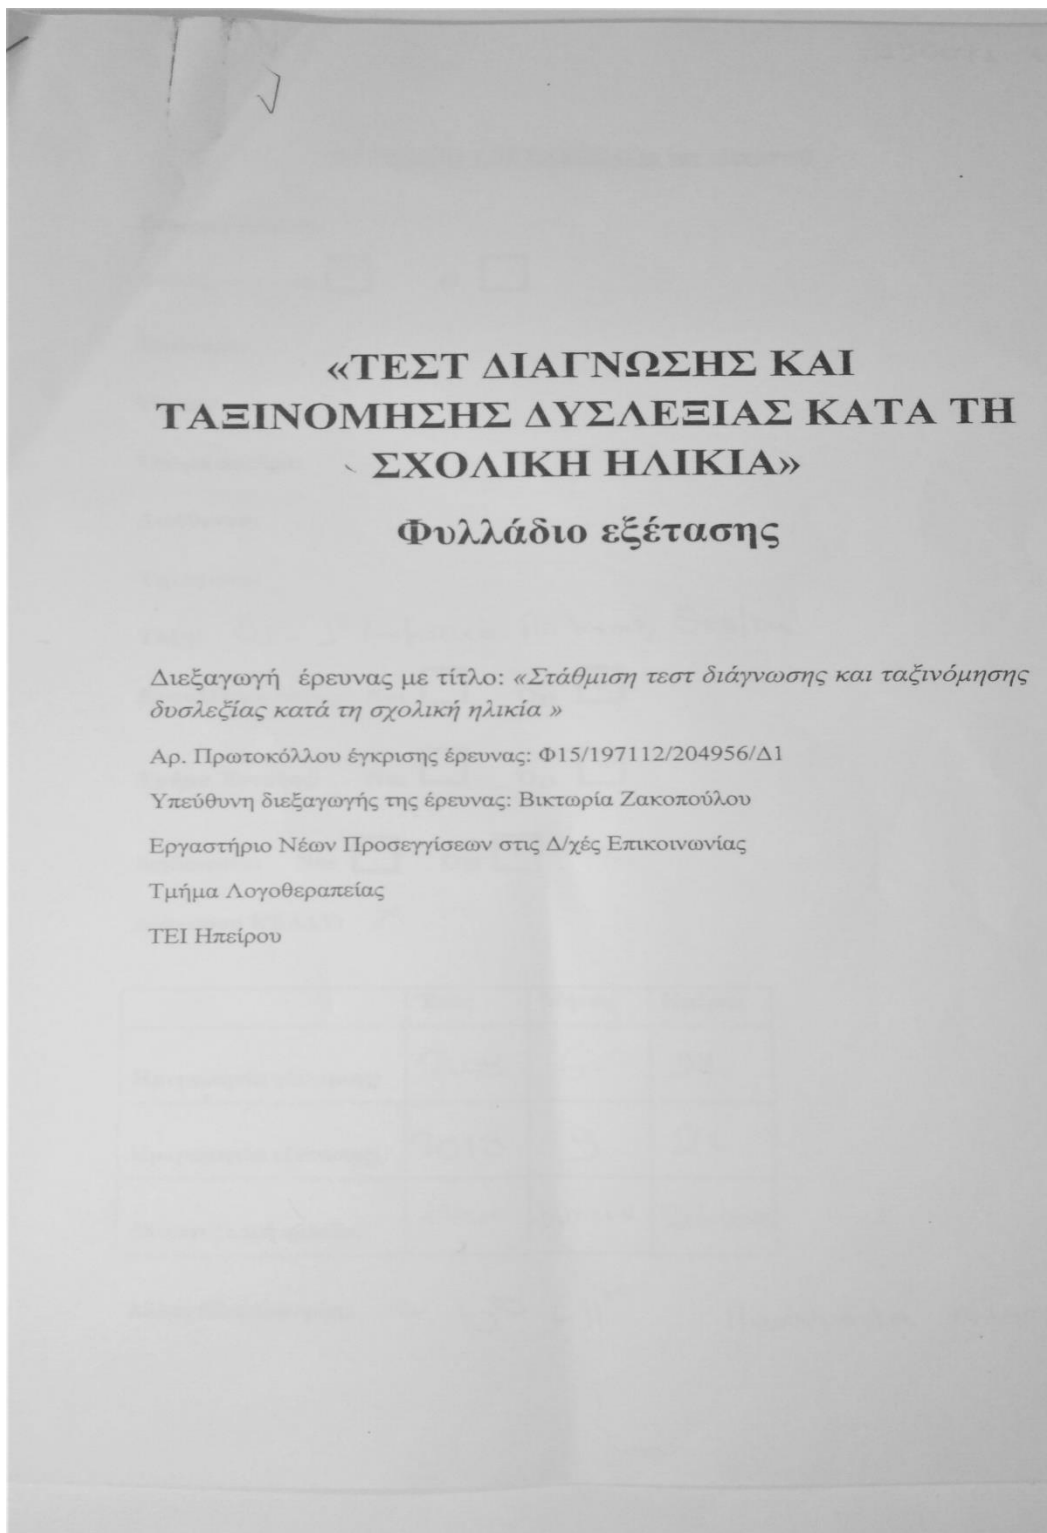 «ΤΕΣΤ ΔΙΑΓΝΩΣΗΣ ΚΑΙ
ΤΑΞΙΝΟΜΗΣΗΣ ΔΥΣΛΕΞΙΑΣ ΚΑΤΑ ΤΗ
ΣΧΟΛΙΚΗ ΗΛΙΚΙΑ»
Φυλλάδιο εξέτασης
Διεξαγωγή έρευνας με τίτλο: «Στάθμιση τεστ διάγνωσης και ταξινόμησης
δυσλεξίας κατά τη σχολική ηλικία »
Αρ. Πρωτοκόλλου έγκρισης έρευνας: Φ15/197112/204956/Δ1
Υπεύθυνη διεξαγωγής της έρευνας: Βικτωρία Ζακοπούλου
Εργαστήριο Νέων Προσεγγίσεων στις Δ/χές Επικοινωνίας
Τμήμα Λογοθεραπείας
ΤΕΙ Ηπείρου